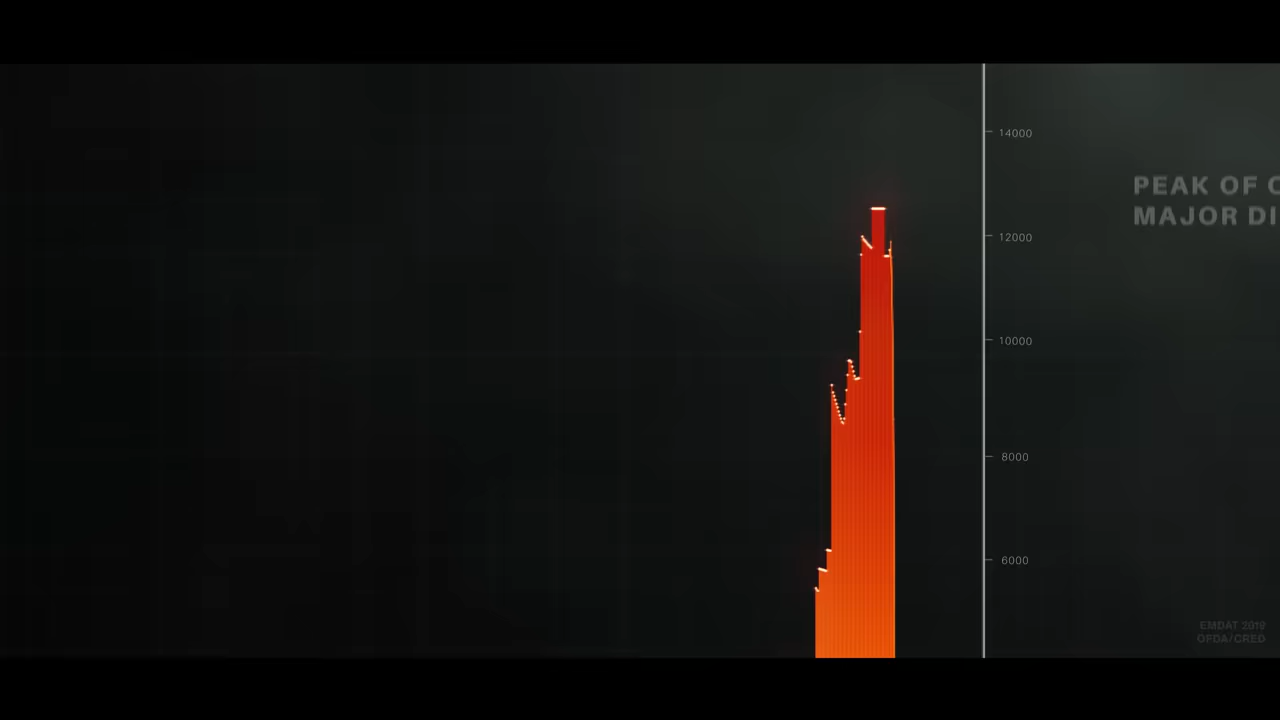 14000
PEAK OF
MAJOR
12000
10000
8000
6000
EMDAT 2019
OFDA/CRED